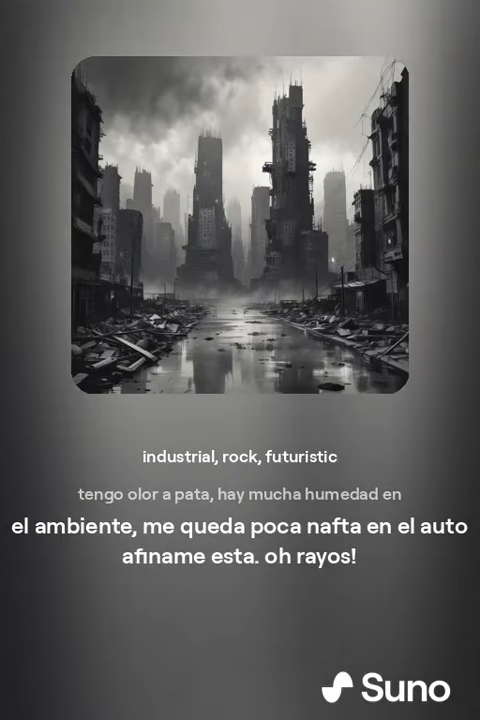 industrial, rock, futuristic
tengo olor a pata, hay mucha humedad en
el ambiente, me queda poca nafta en el auto
afiname esta. oh rayos!
Suno